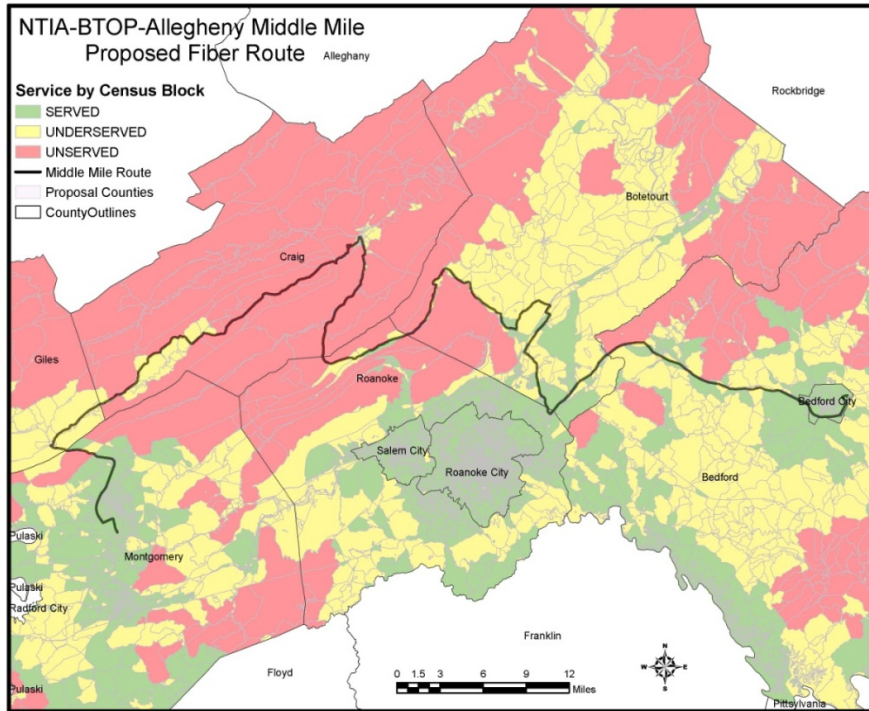 NTIA-BTOP-Allegheny Middle Mile
Proposed Fiber Route
Alleghany
Rockbridge
Service by Census Block
SERVED
UNDERSERVED
UNSERVED
Middle Mile Route
Proposal Counties
CountyOutlines
Botetourt
Craig
Giles
Roanoke
Bedford City
Salem City
Roanoke City
Bedford
Pulaski
Montgomery
Pulaski
Radford City
Franklin
Floyd
N
W E
S
0 1.5 3 6 9 12
Miles
Pulaski
Pittsylvania